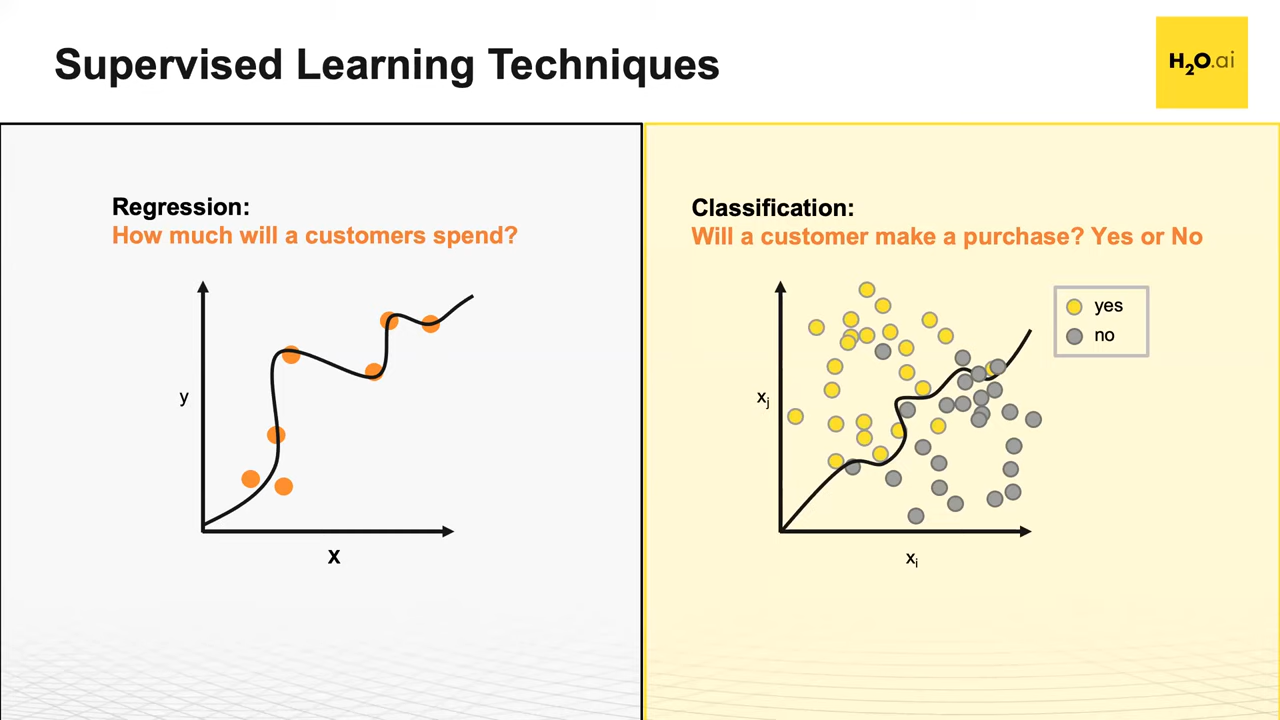 Supervised Learning Techniques
H2O.ai
Regression:
How much will a customers spend?
y
x
Classification:
Will a customer make a purchase? Yes or No
yes
no
xj
xi